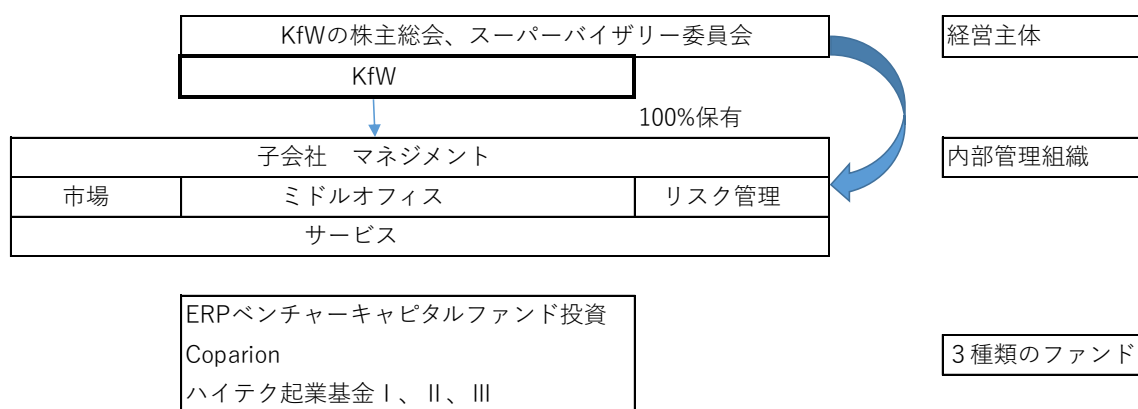 KfWの株主総会、スーパーバイザリー委員会
経営主体
KfW
100%保有
子会社　マネジメント
内部管理組織
市場
ミドルオフィス
リスク管理
サービス
ERPベンチャーキャピタルファンド投資
Coparion
３種類のファンド
ハイテク起業基金Ⅰ、Ⅱ、Ⅲ